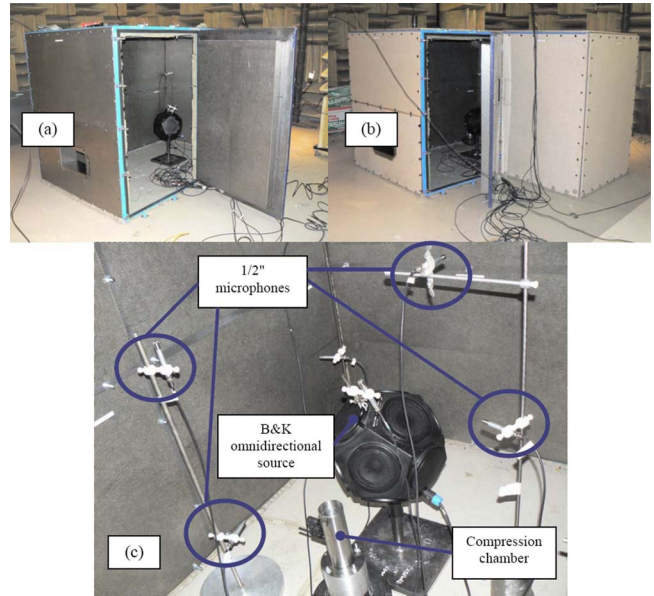 (a)
(b)
1/2"
microphones
B&K
omnidirectional
source
Compression
chamber
(c)